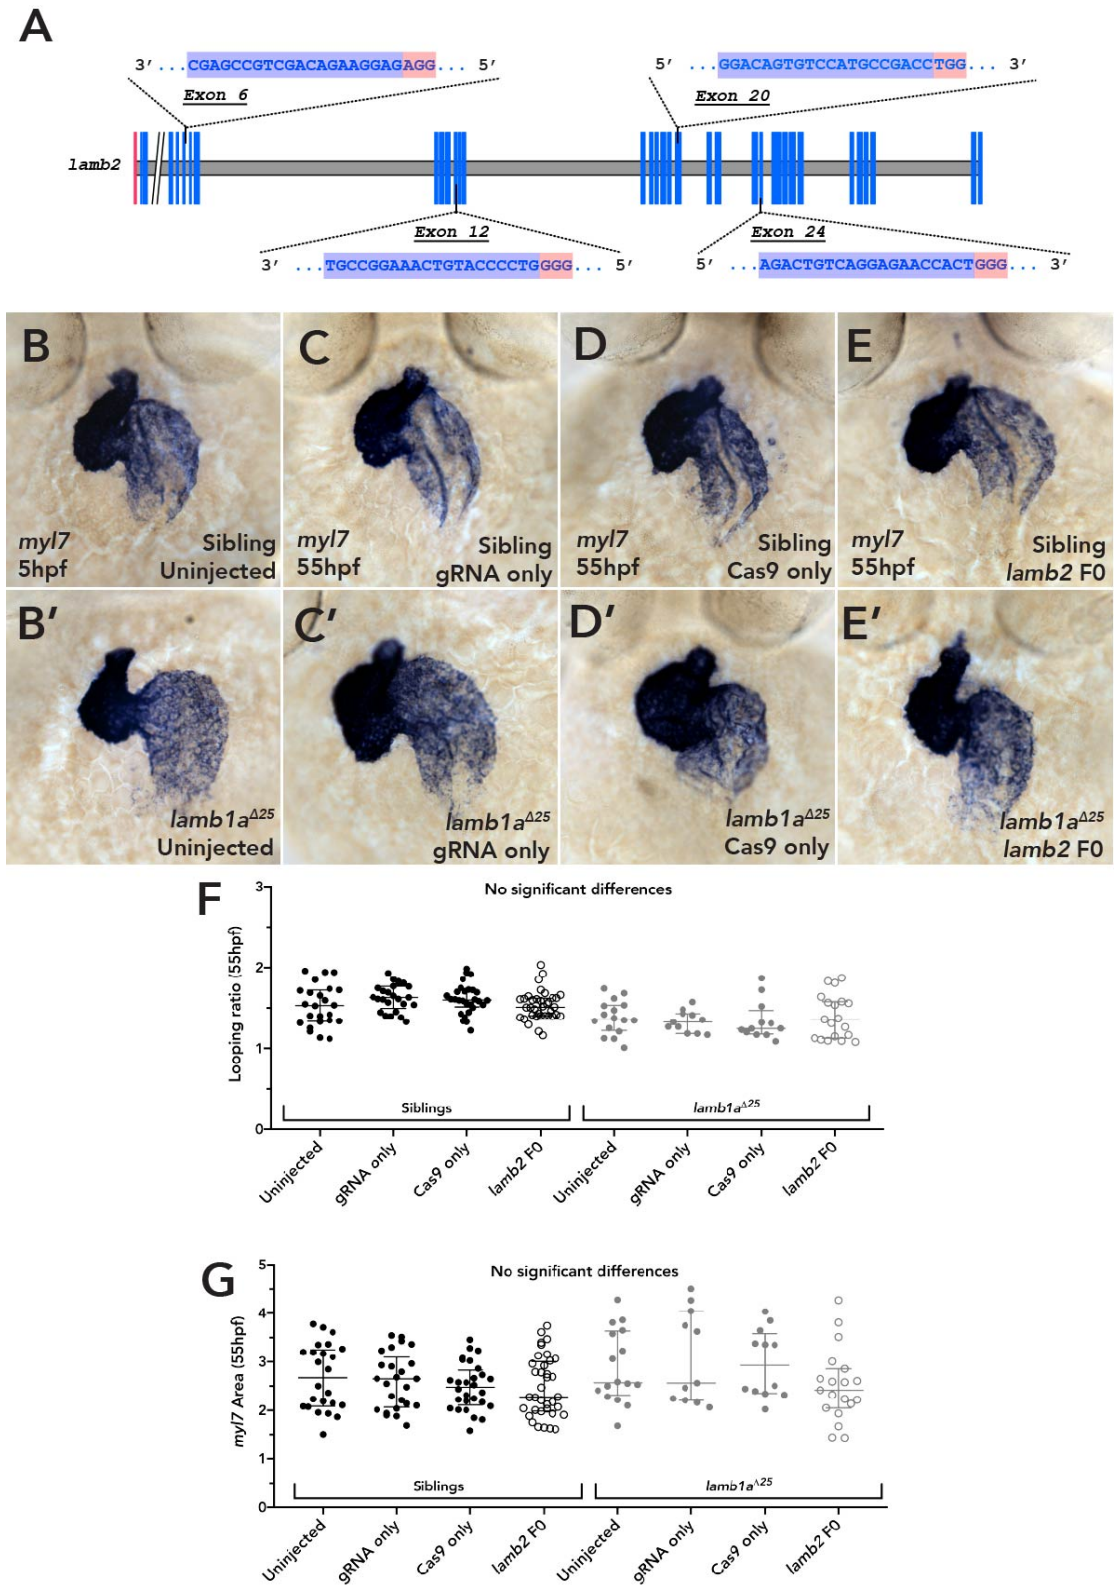 A
3' ...CGAGCCGTCGACAGAAGGAGAGG... 5'
5' ...GGACAGTGTCCATGCCGACCTGG... 3'
Exon 6
Exon 20
lamb2
Exon 12
Exon 24
3' ...TGCCGGAAACTGTACCCCTGGGG... 5'
5' ...AGACTGTCAGGAGAACCACTGGG... 3'
B
myl7
5hpf
Sibling
Uninjected
C
myl7
55hpf
Sibling
gRNA only
D
myl7
55hpf
Sibling
Cas9 only
E
myl7
55hpf
Sibling
lamb2 F0
B'
lamb1aΔ25
Uninjected
C'
lamb1aΔ25
gRNA only
D'
lamb1aΔ25
Cas9 only
E'
lamb1aΔ25
lamb2 F0
F
No significant differences
Looping ratio (55hpf)
3
2
1
0
Siblings
lamb1aΔ25
Uninjected
gRNA only
Cas9 only
lamb2 F0
Uninjected
gRNA only
Cas9 only
lamb2 F0
G
No significant differences
myl7 Area (55hpf)
5
4
3
2
1
0
Siblings
lamb1aΔ25
Uninjected
gRNA only
Cas9 only
lamb2 F0
Uninjected
gRNA only
Cas9 only
lamb2 F0